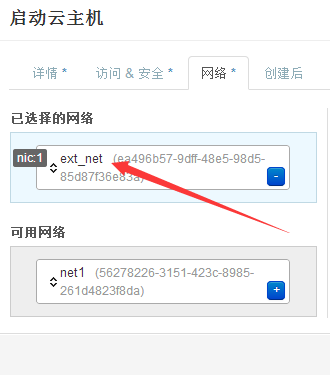 启动云主机
详情 * 访问 & 安全 * 网络 * 创建后
已选择的网络
nic:1 ext_net (ea496b57-9dff-48e5-98d5-
85d87f36e83a)
-
可用网络
net1 (56278226-3151-423c-8985-
261d4823f8da)
+